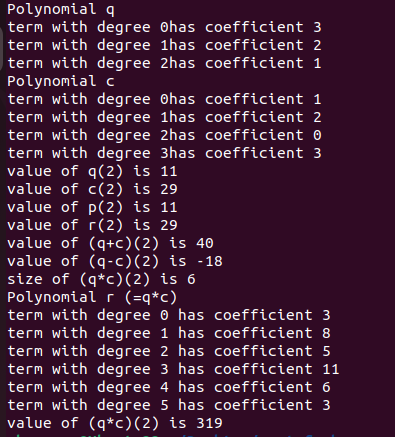 Polynomial q
term with degree 0has coefficient 3
term with degree 1has coefficient 2
term with degree 2has coefficient 1
Polynomial c
term with degree 0has coefficient 1
term with degree 1has coefficient 2
term with degree 2has coefficient 0
term with degree 3has coefficient 3
value of q(2) is 11
value of c(2) is 29
value of p(2) is 11
value of r(2) is 29
value of (q+c)(2) is 40
value of (q-c)(2) is -18
size of (q*c)(2) is 6
Polynomial r (=q*c)
term with degree 0 has coefficient 3
term with degree 1 has coefficient 8
term with degree 2 has coefficient 5
term with degree 3 has coefficient 11
term with degree 4 has coefficient 6
term with degree 5 has coefficient 3
value of (q*c)(2) is 319